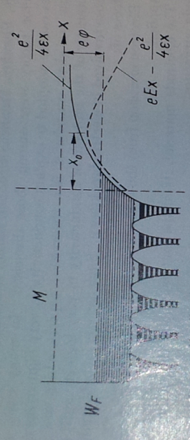 e²
4εx
x
eφ
x₀
eEx - e²
4εx
M
W_F